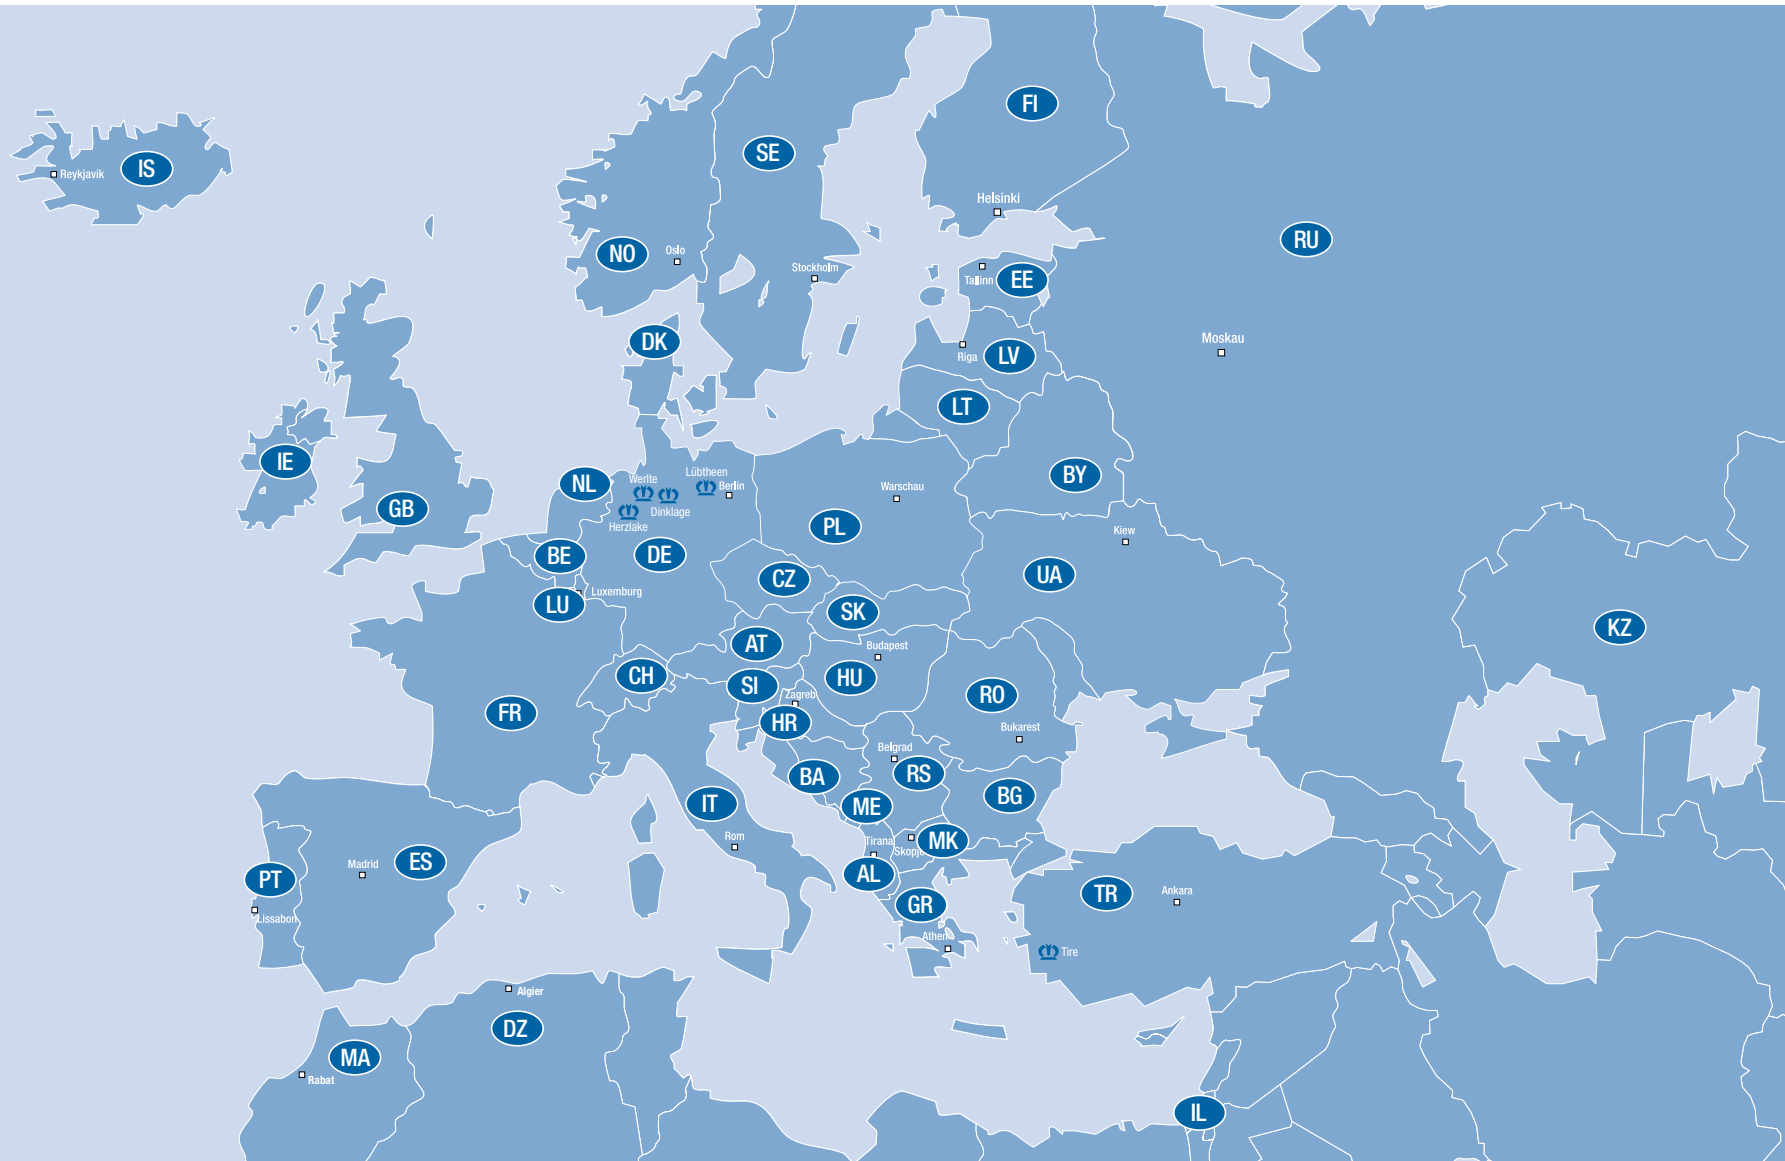 FI
SE
IS
Reykjavik
Helsinki
RU
NO
Oslo
Stockholm
Tallinn
EE
DK
Moskau
Riga
LV
LT
IE
BY
NL
Werlte
Lübtheen
Berlin
Warschau
GB
Dinklage
Herzlake
PL
Kiew
BE
DE
CZ
UA
LU
Luxemburg
SK
KZ
AT
Budapest
CH
SI
HU
Zagreb
RO
FR
HR
Bukarest
Belgrad
BA
RS
BG
IT
ME
Rom
Tirana
Skopje
MK
Madrid
ES
PT
AL
TR
Ankara
Lissabon
GR
Athen
Tire
Algier
DZ
MA
Rabat
IL